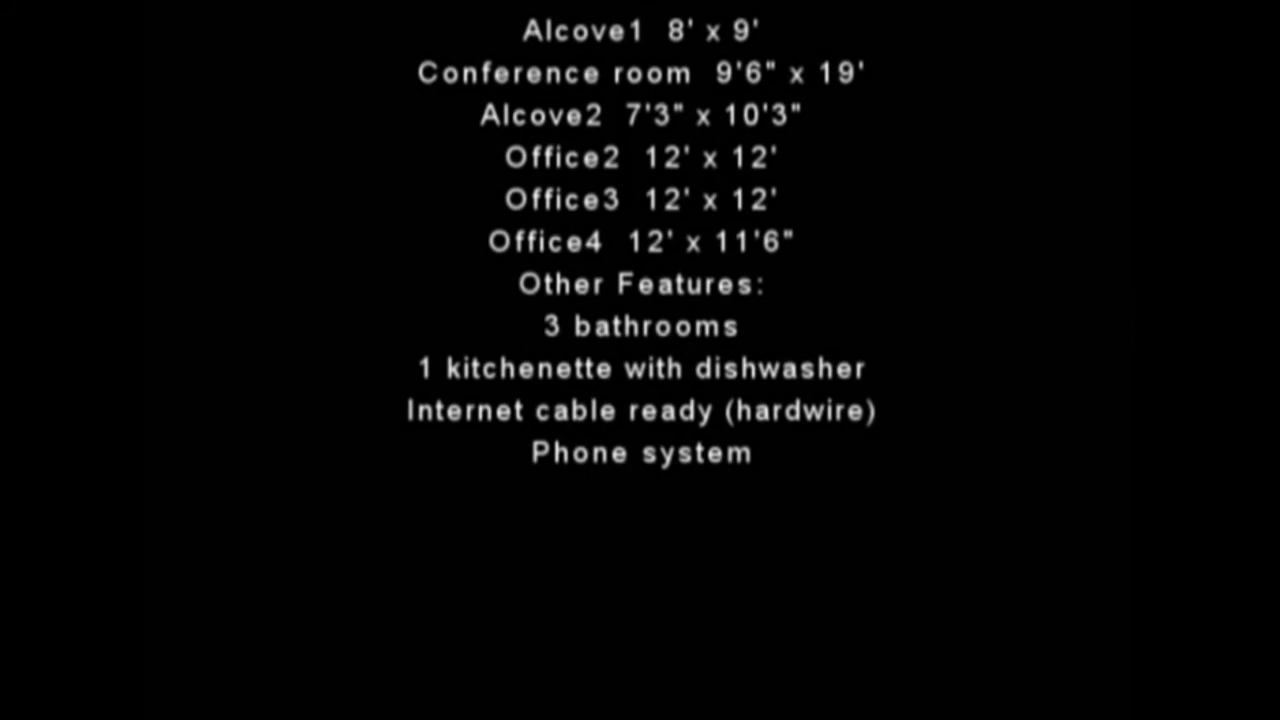 Alcove1 8' x 9'
Conference room 9'6" x 19'
Alcove2 7'3" x 10'3"
Office2 12' x 12'
Office3 12' x 12'
Office4 12' x 11'6"
Other Features:
3 bathrooms
1 kitchenette with dishwasher
Internet cable ready (hardwire)
Phone system